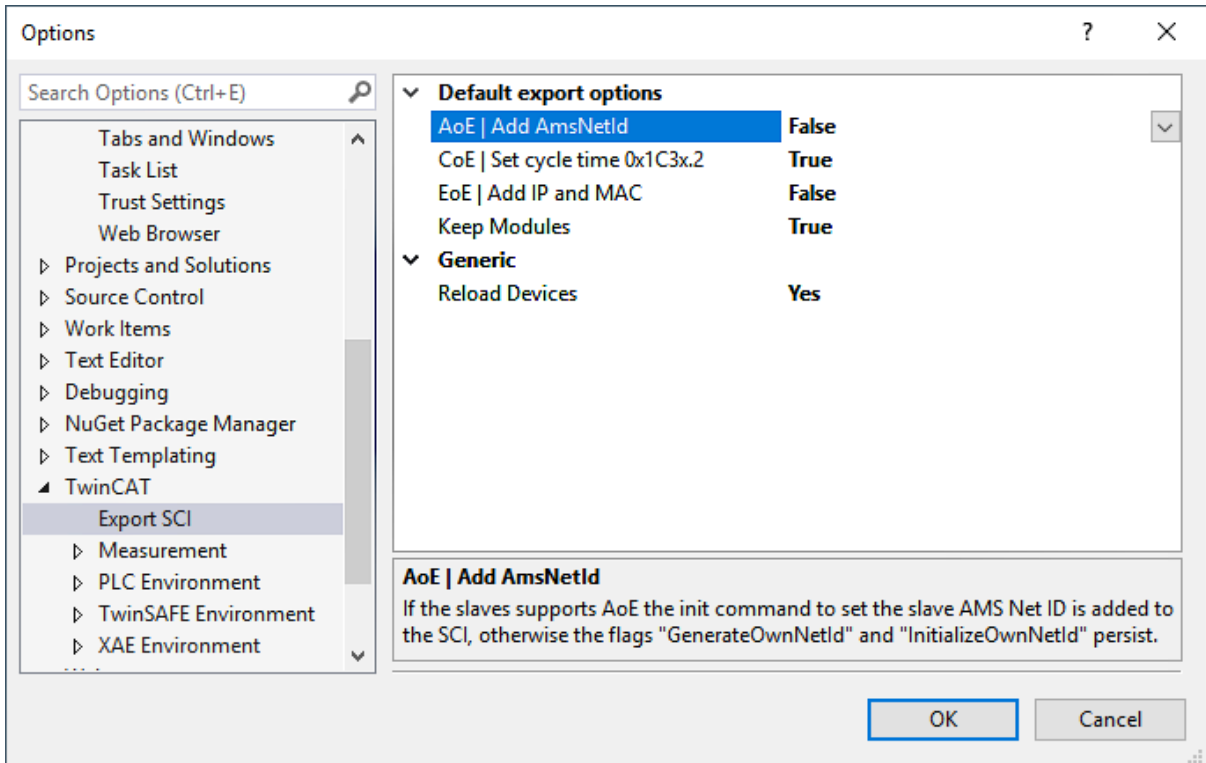 Options
?
Search Options (Ctrl+E)
Tabs and Windows
Task List
Trust Settings
Web Browser
Projects and Solutions
Source Control
Work Items
Text Editor
Debugging
NuGet Package Manager
Text Templating
TwinCAT
Export SCI
Measurement
PLC Environment
TwinSAFE Environment
XAE Environment
Default export options
AoE | Add AmsNetId False
CoE | Set cycle time 0x1C3x.2 True
EoE | Add IP and MAC False
Keep Modules True
Generic
Reload Devices Yes
AoE | Add AmsNetId
If the slaves supports AoE the init command to set the slave AMS Net ID is added to
the SCI, otherwise the flags "GenerateOwnNetId" and "InitializeOwnNetId" persist.
OK Cancel